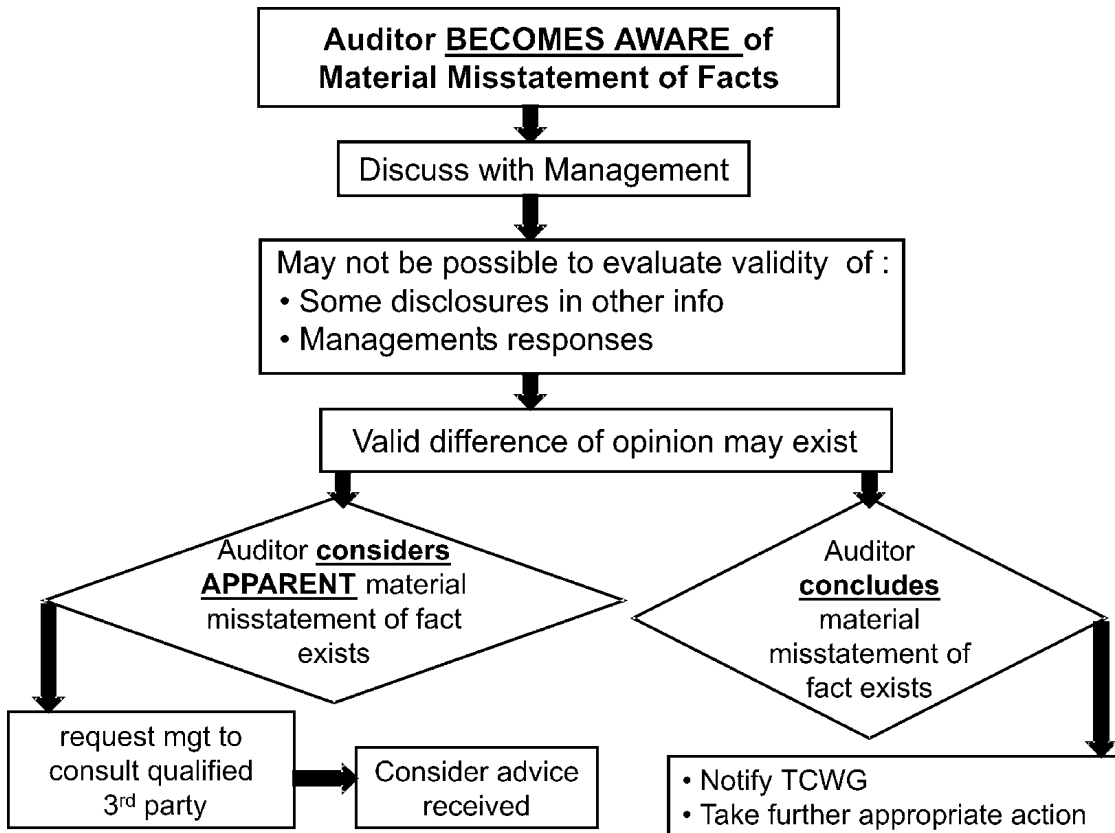 Auditor BECOMES AWARE of
Material Misstatement of Facts
Discuss with Management
May not be possible to evaluate validity of :
• Some disclosures in other info
• Managements responses
Valid difference of opinion may exist
Auditor considers
APPARENT material
misstatement of fact
exists
Auditor
concludes
material
misstatement of
fact exists
request mgt to
consult qualified
3rd party
Consider advice
received
• Notify TCWG
• Take further appropriate action